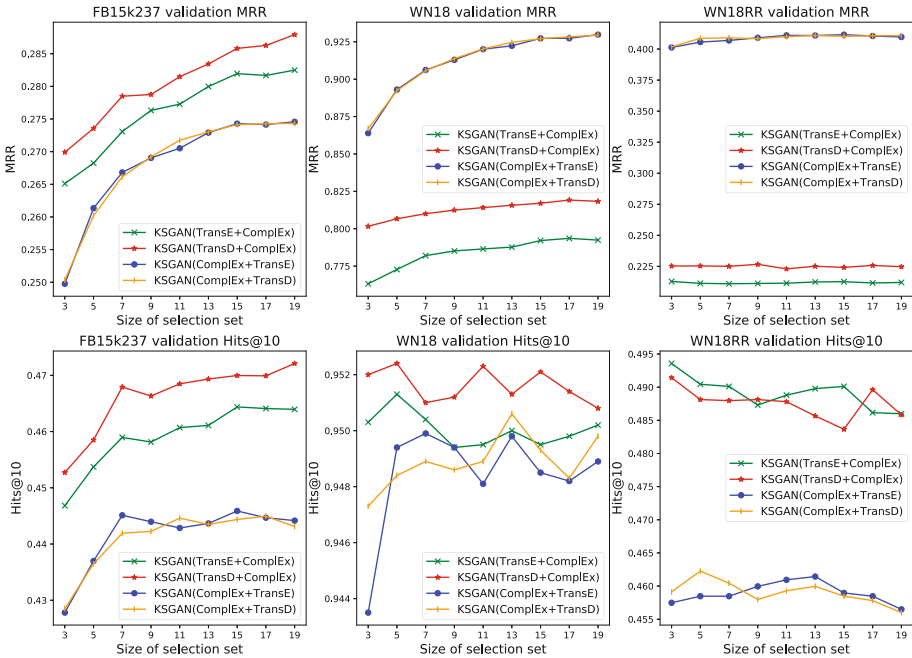 FB15k237 validation MRR
MRR
0.285
0.280
0.275
0.270
0.265
0.260
0.255
0.250
KSGAN(TransE+ComplEx)
KSGAN(TransD+ComplEx)
KSGAN(ComplEx+TransE)
KSGAN(ComplEx+TransD)
3 5 7 9 11 13 15 17 19
Size of selection set
WN18 validation MRR
MRR
0.925
0.900
0.875
0.850
0.825
0.800
0.775
KSGAN(TransE+ComplEx)
KSGAN(TransD+ComplEx)
KSGAN(ComplEx+TransE)
KSGAN(ComplEx+TransD)
3 5 7 9 11 13 15 17 19
Size of selection set
WN18RR validation MRR
MRR
0.400
0.375
0.350
0.325
0.300
0.275
0.250
0.225
KSGAN(TransE+ComplEx)
KSGAN(TransD+ComplEx)
KSGAN(ComplEx+TransE)
KSGAN(ComplEx+TransD)
3 5 7 9 11 13 15 17 19
Size of selection set
FB15k237 validation Hits@10
Hits@10
0.47
0.46
0.45
0.44
0.43
KSGAN(TransE+ComplEx)
KSGAN(TransD+ComplEx)
KSGAN(ComplEx+TransE)
KSGAN(ComplEx+TransD)
3 5 7 9 11 13 15 17 19
Size of selection set
WN18 validation Hits@10
Hits@10
0.952
0.950
0.948
0.946
0.944
KSGAN(TransE+ComplEx)
KSGAN(TransD+ComplEx)
KSGAN(ComplEx+TransE)
KSGAN(ComplEx+TransD)
3 5 7 9 11 13 15 17 19
Size of selection set
WN18RR validation Hits@10
Hits@10
0.495
0.490
0.485
0.480
0.475
0.470
0.465
0.460
0.455
KSGAN(TransE+ComplEx)
KSGAN(TransD+ComplEx)
KSGAN(ComplEx+TransE)
KSGAN(ComplEx+TransD)
3 5 7 9 11 13 15 17 19
Size of selection set